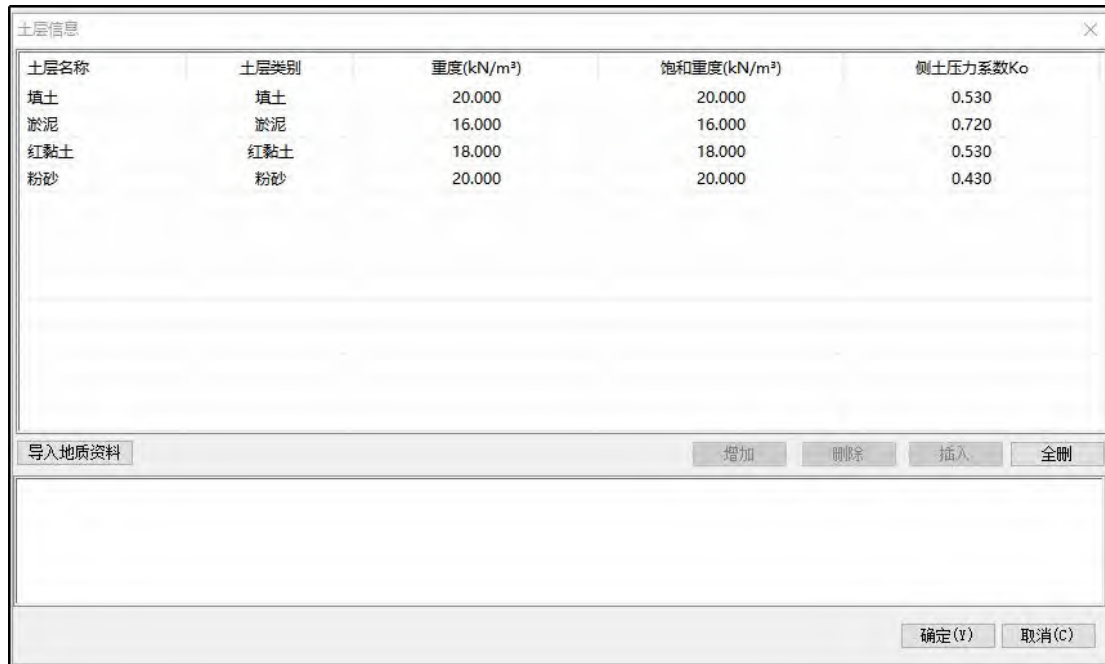 土层信息
土层名称 土层类别 重度(kN/m³) 饱和重度(kN/m³) 侧土压力系数Ko
填土 填土 20.000 20.000 0.530
淤泥 淤泥 16.000 16.000 0.720
红黏土 红黏土 18.000 18.000 0.530
粉砂 粉砂 20.000 20.000 0.430
导入地质资料 增加 删除 插入 全删
确定(Y) 取消(C)